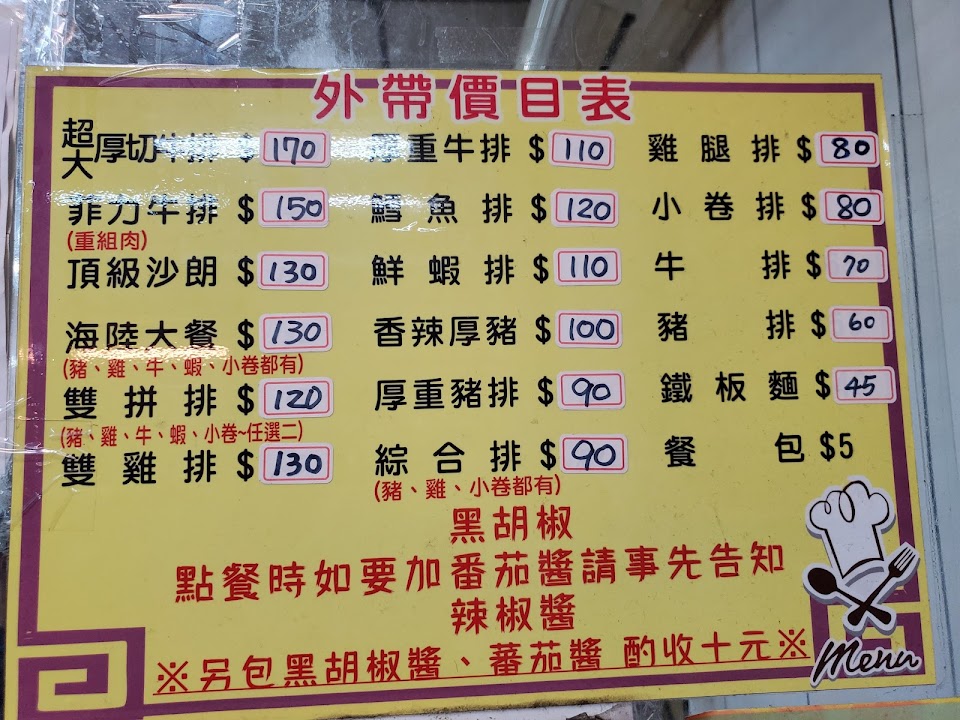 外帶價目表
超大厚切牛排 $170
菲力牛排 $150
(重組肉)
頂級沙朗 $130
海陸大餐 $130
(豬、雞、牛、蝦、小卷都有)
雙拼排 $120
(豬、雞、牛、蝦、小卷~任選二)
雙雞排 $130
厚重牛排 $110
鱈魚排 $120
鮮蝦排 $110
香辣厚豬 $100
厚重豬排 $90
綜合排 $90
(豬、雞、小卷都有)
雞腿排 $80
小卷排 $80
牛排 $70
豬排 $60
鐵板麵 $45
餐包 $5
黑胡椒
點餐時如要加番茄醬請事先告知
辣椒醬
※另包黑胡椒醬、蕃茄醬 酌收十元※
Menu